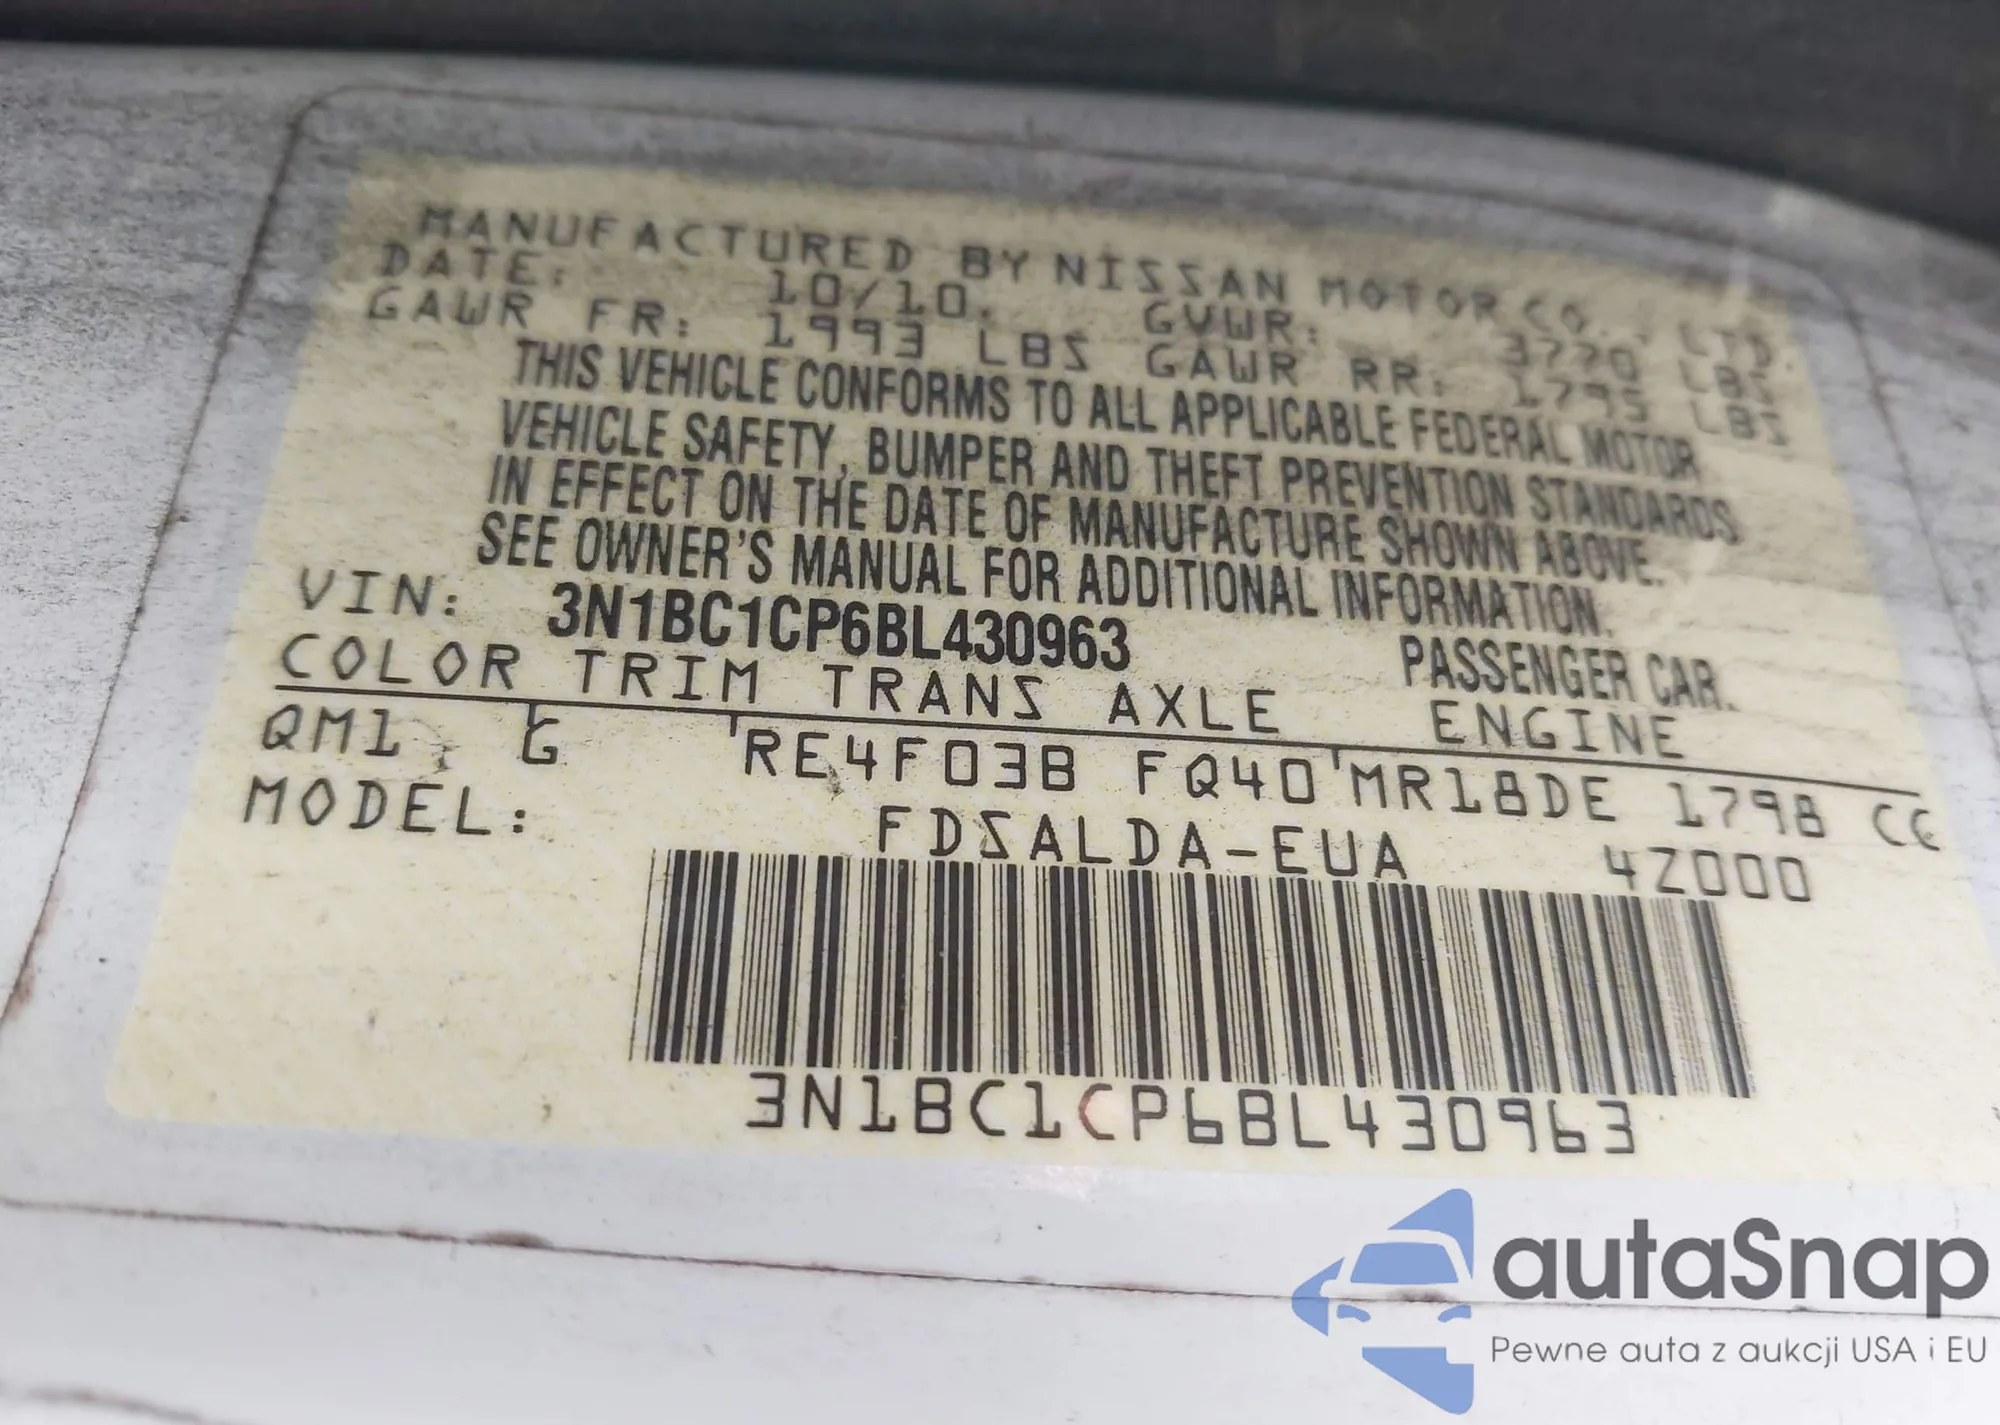 MANUFACTURED BY NISSAN MOTOR CO., LTD.
DATE: 10/10. GVWR: 3770 LBS
GAWR FR: 1993 LBS GAWR RR: 1795 LBS
THIS VEHICLE CONFORMS TO ALL APPLICABLE FEDERAL MOTOR
VEHICLE SAFETY, BUMPER AND THEFT PREVENTION STANDARDS
IN EFFECT ON THE DATE OF MANUFACTURE SHOWN ABOVE.
SEE OWNER'S MANUAL FOR ADDITIONAL INFORMATION.
VIN: 3N1BC1CP6BL430963 PASSENGER CAR.
COLOR TRIM TRANS AXLE ENGINE
QM1 G RE4F03B FQ40 MR18DE 1798 CC
MODEL: FDSALDA-EUA 4Z000
3N1BC1CP6BL430963
autaSnap
Pewne auta z aukcji USA i EU